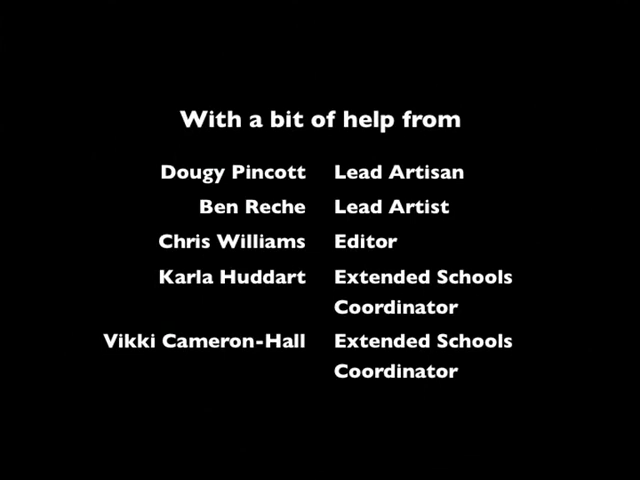 With a bit of help from
Dougy Pincott Lead Artisan
Ben Reche Lead Artist
Chris Williams Editor
Karla Huddart Extended Schools
Coordinator
Vikki Cameron-Hall Extended Schools
Coordinator